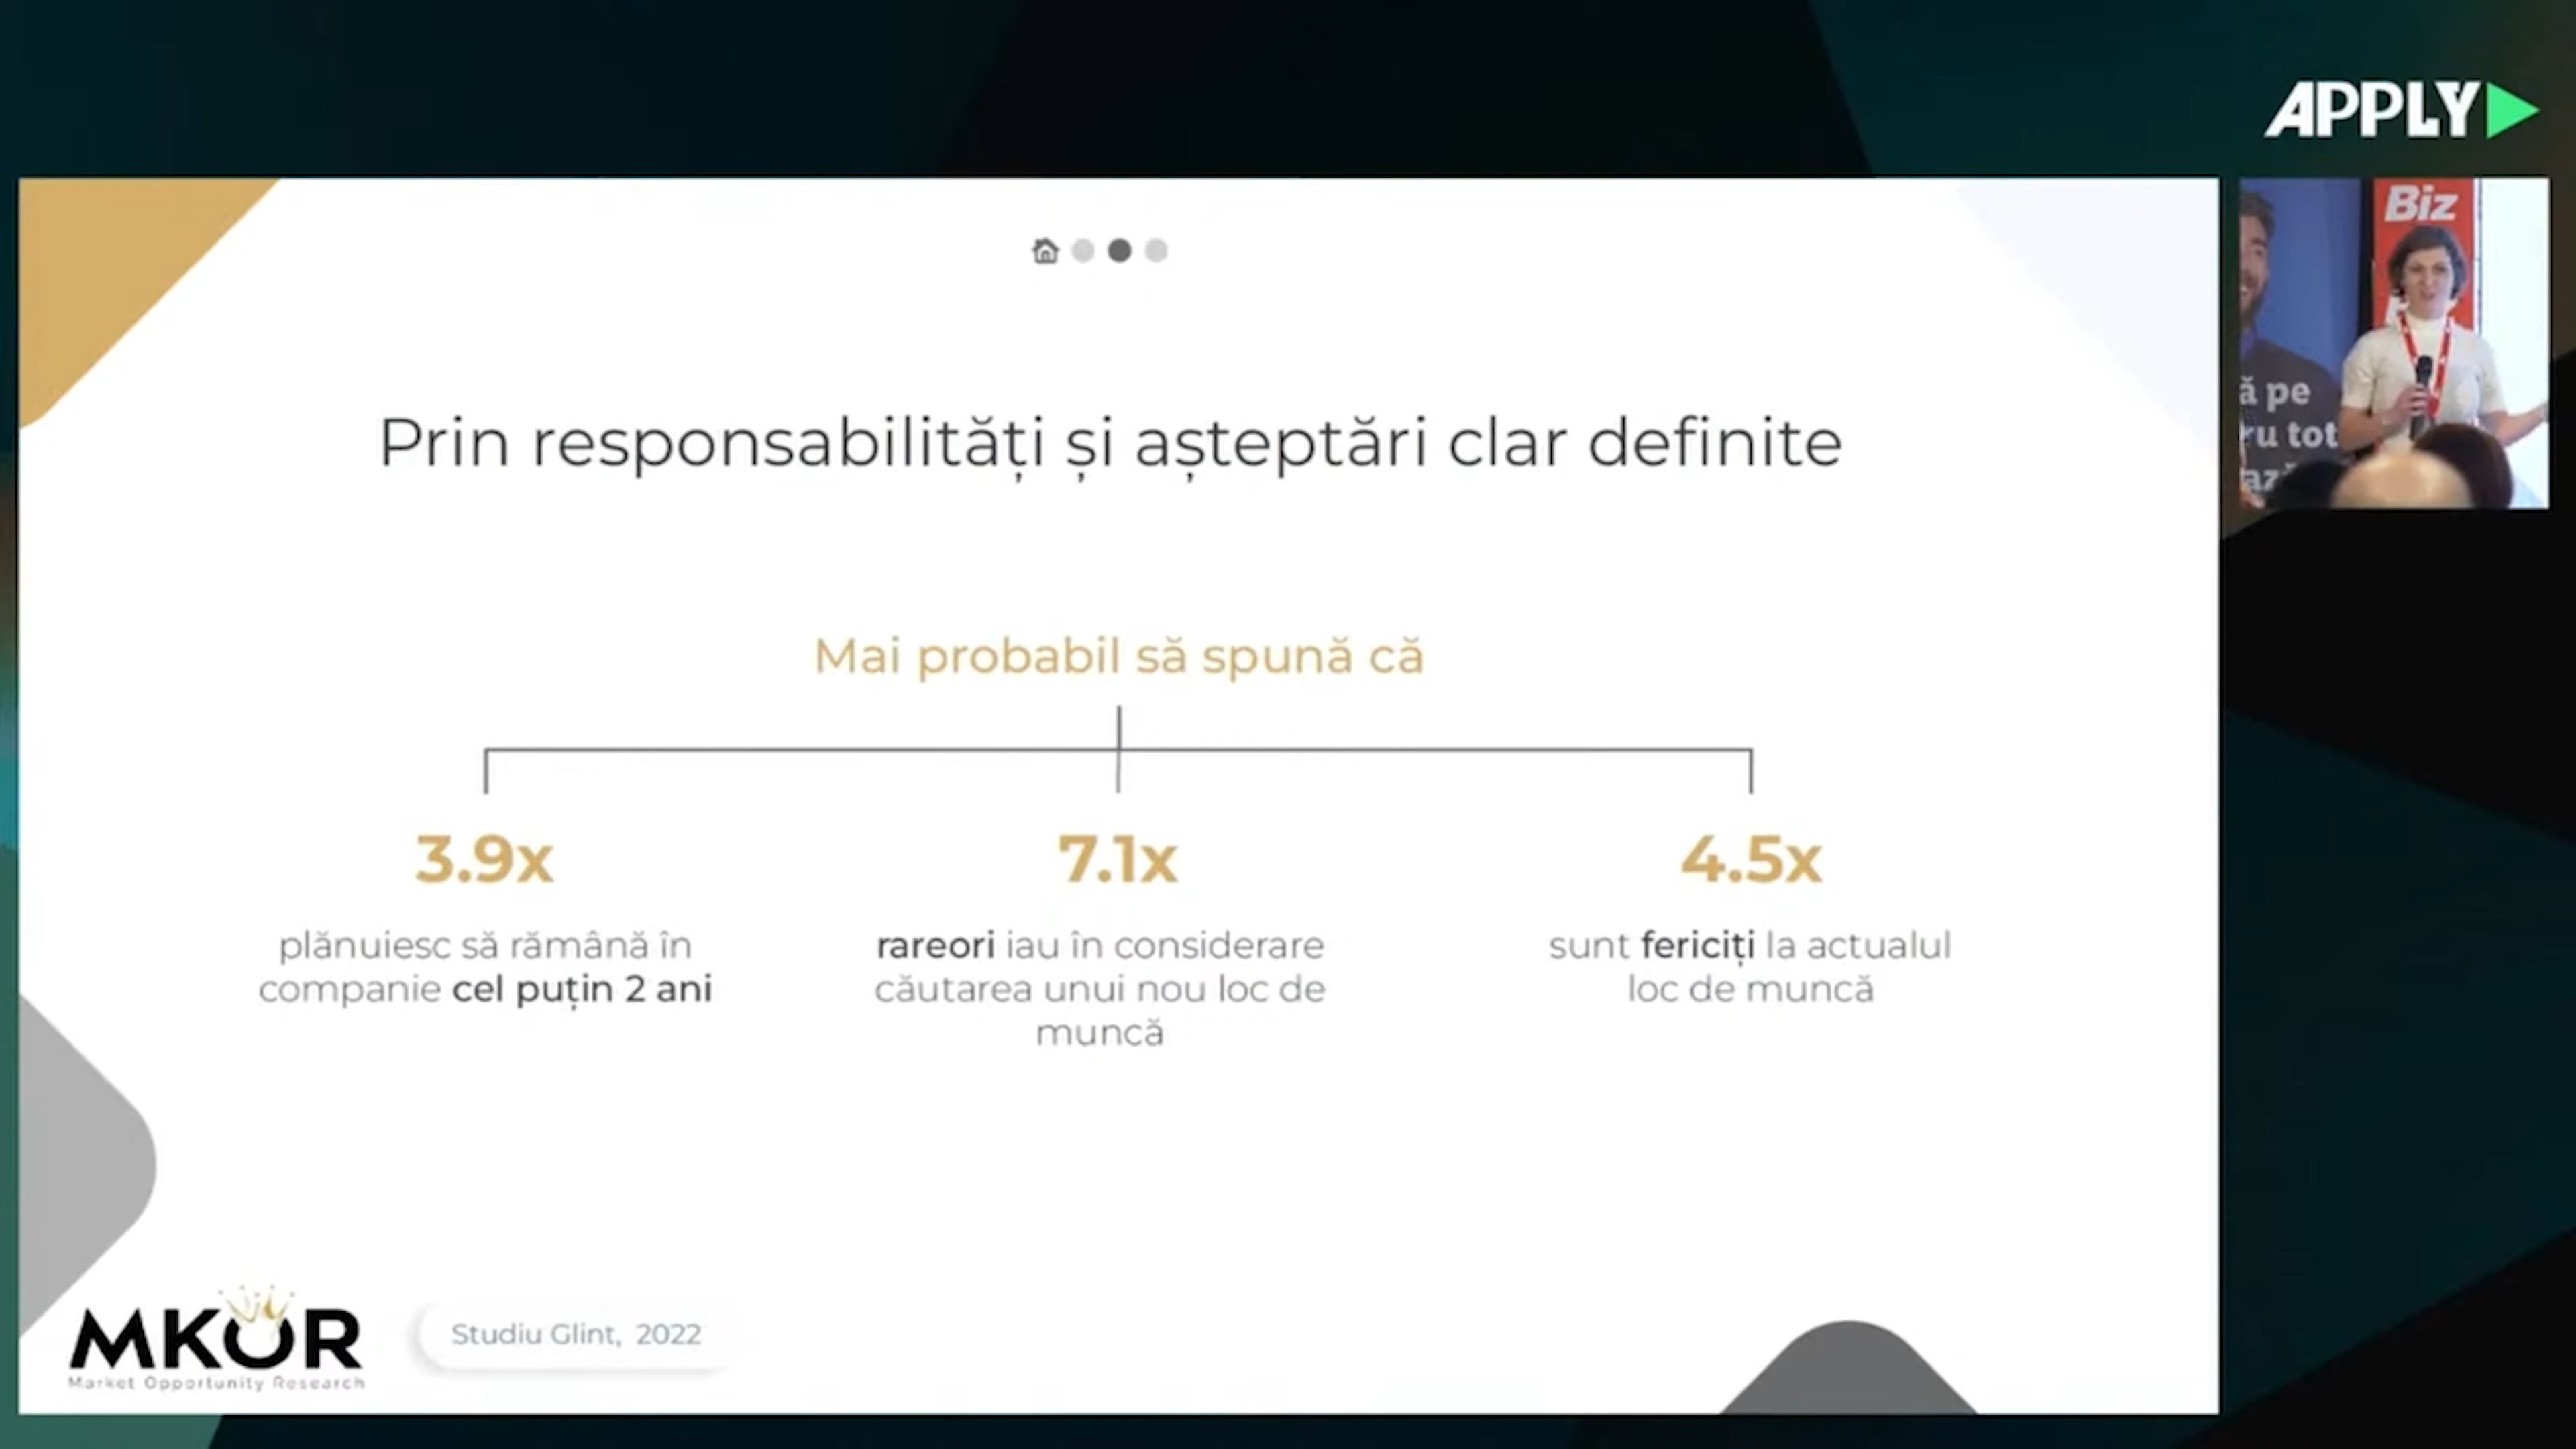 APPLY
Biz
ă pe
ru tot
Prin responsabilități și așteptări clar definite
Mai probabil să spună că
3.9x
plănuiesc să rămână în
companie cel puțin 2 ani
7.1x
rareori iau în considerare
căutarea unui nou loc de
muncă
4.5x
sunt fericiți la actualul
loc de muncă
MKOR
Market Opportunity Research
Studiu Glint, 2022